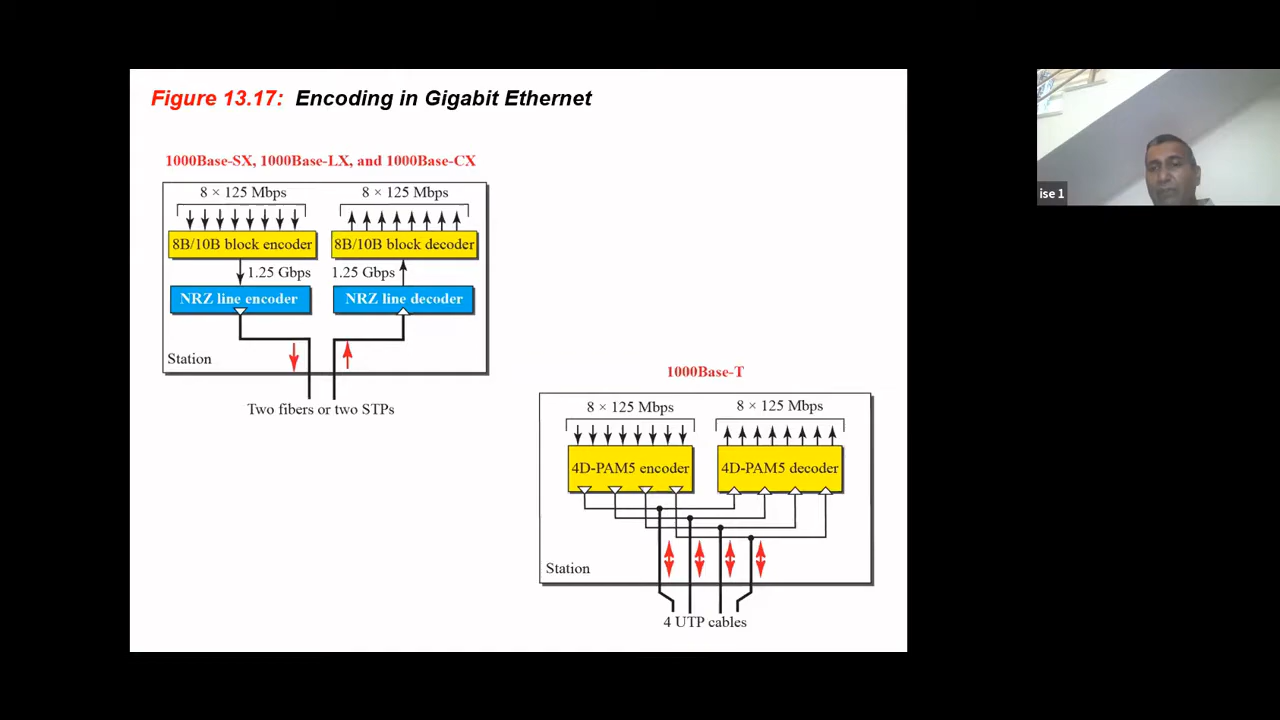 Figure 13.17: Encoding in Gigabit Ethernet
1000Base-SX, 1000Base-LX, and 1000Base-CX
8 × 125 Mbps
8 × 125 Mbps
8B/10B block encoder
8B/10B block decoder
1.25 Gbps
1.25 Gbps
NRZ line encoder
NRZ line decoder
Station
Two fibers or two STPs
1000Base-T
8 × 125 Mbps
8 × 125 Mbps
4D-PAM5 encoder
4D-PAM5 decoder
Station
4 UTP cables
ise 1